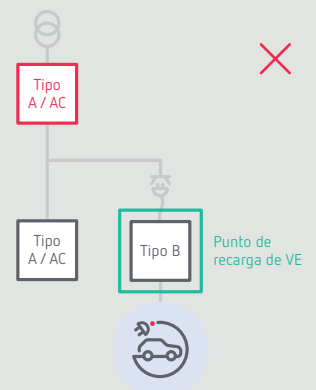 Tipo
A / AC
Tipo
A / AC
Tipo B
Punto de
recarga de VE